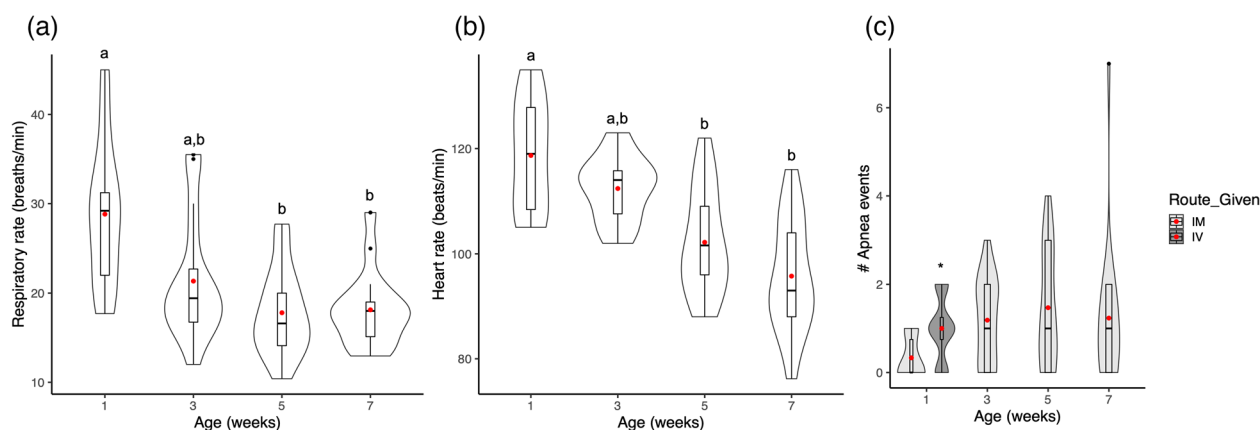 (a)
Respiratory rate (breaths/min)
40
30
20
10
a
a,b
b
b
1
3
5
7
Age (weeks)
(b)
Heart rate (beats/min)
120
100
80
a
a,b
b
b
1
3
5
7
Age (weeks)
(c)
# Apnea events
6
4
2
0
*
1
3
5
7
Age (weeks)
Route_Given
IM
IV